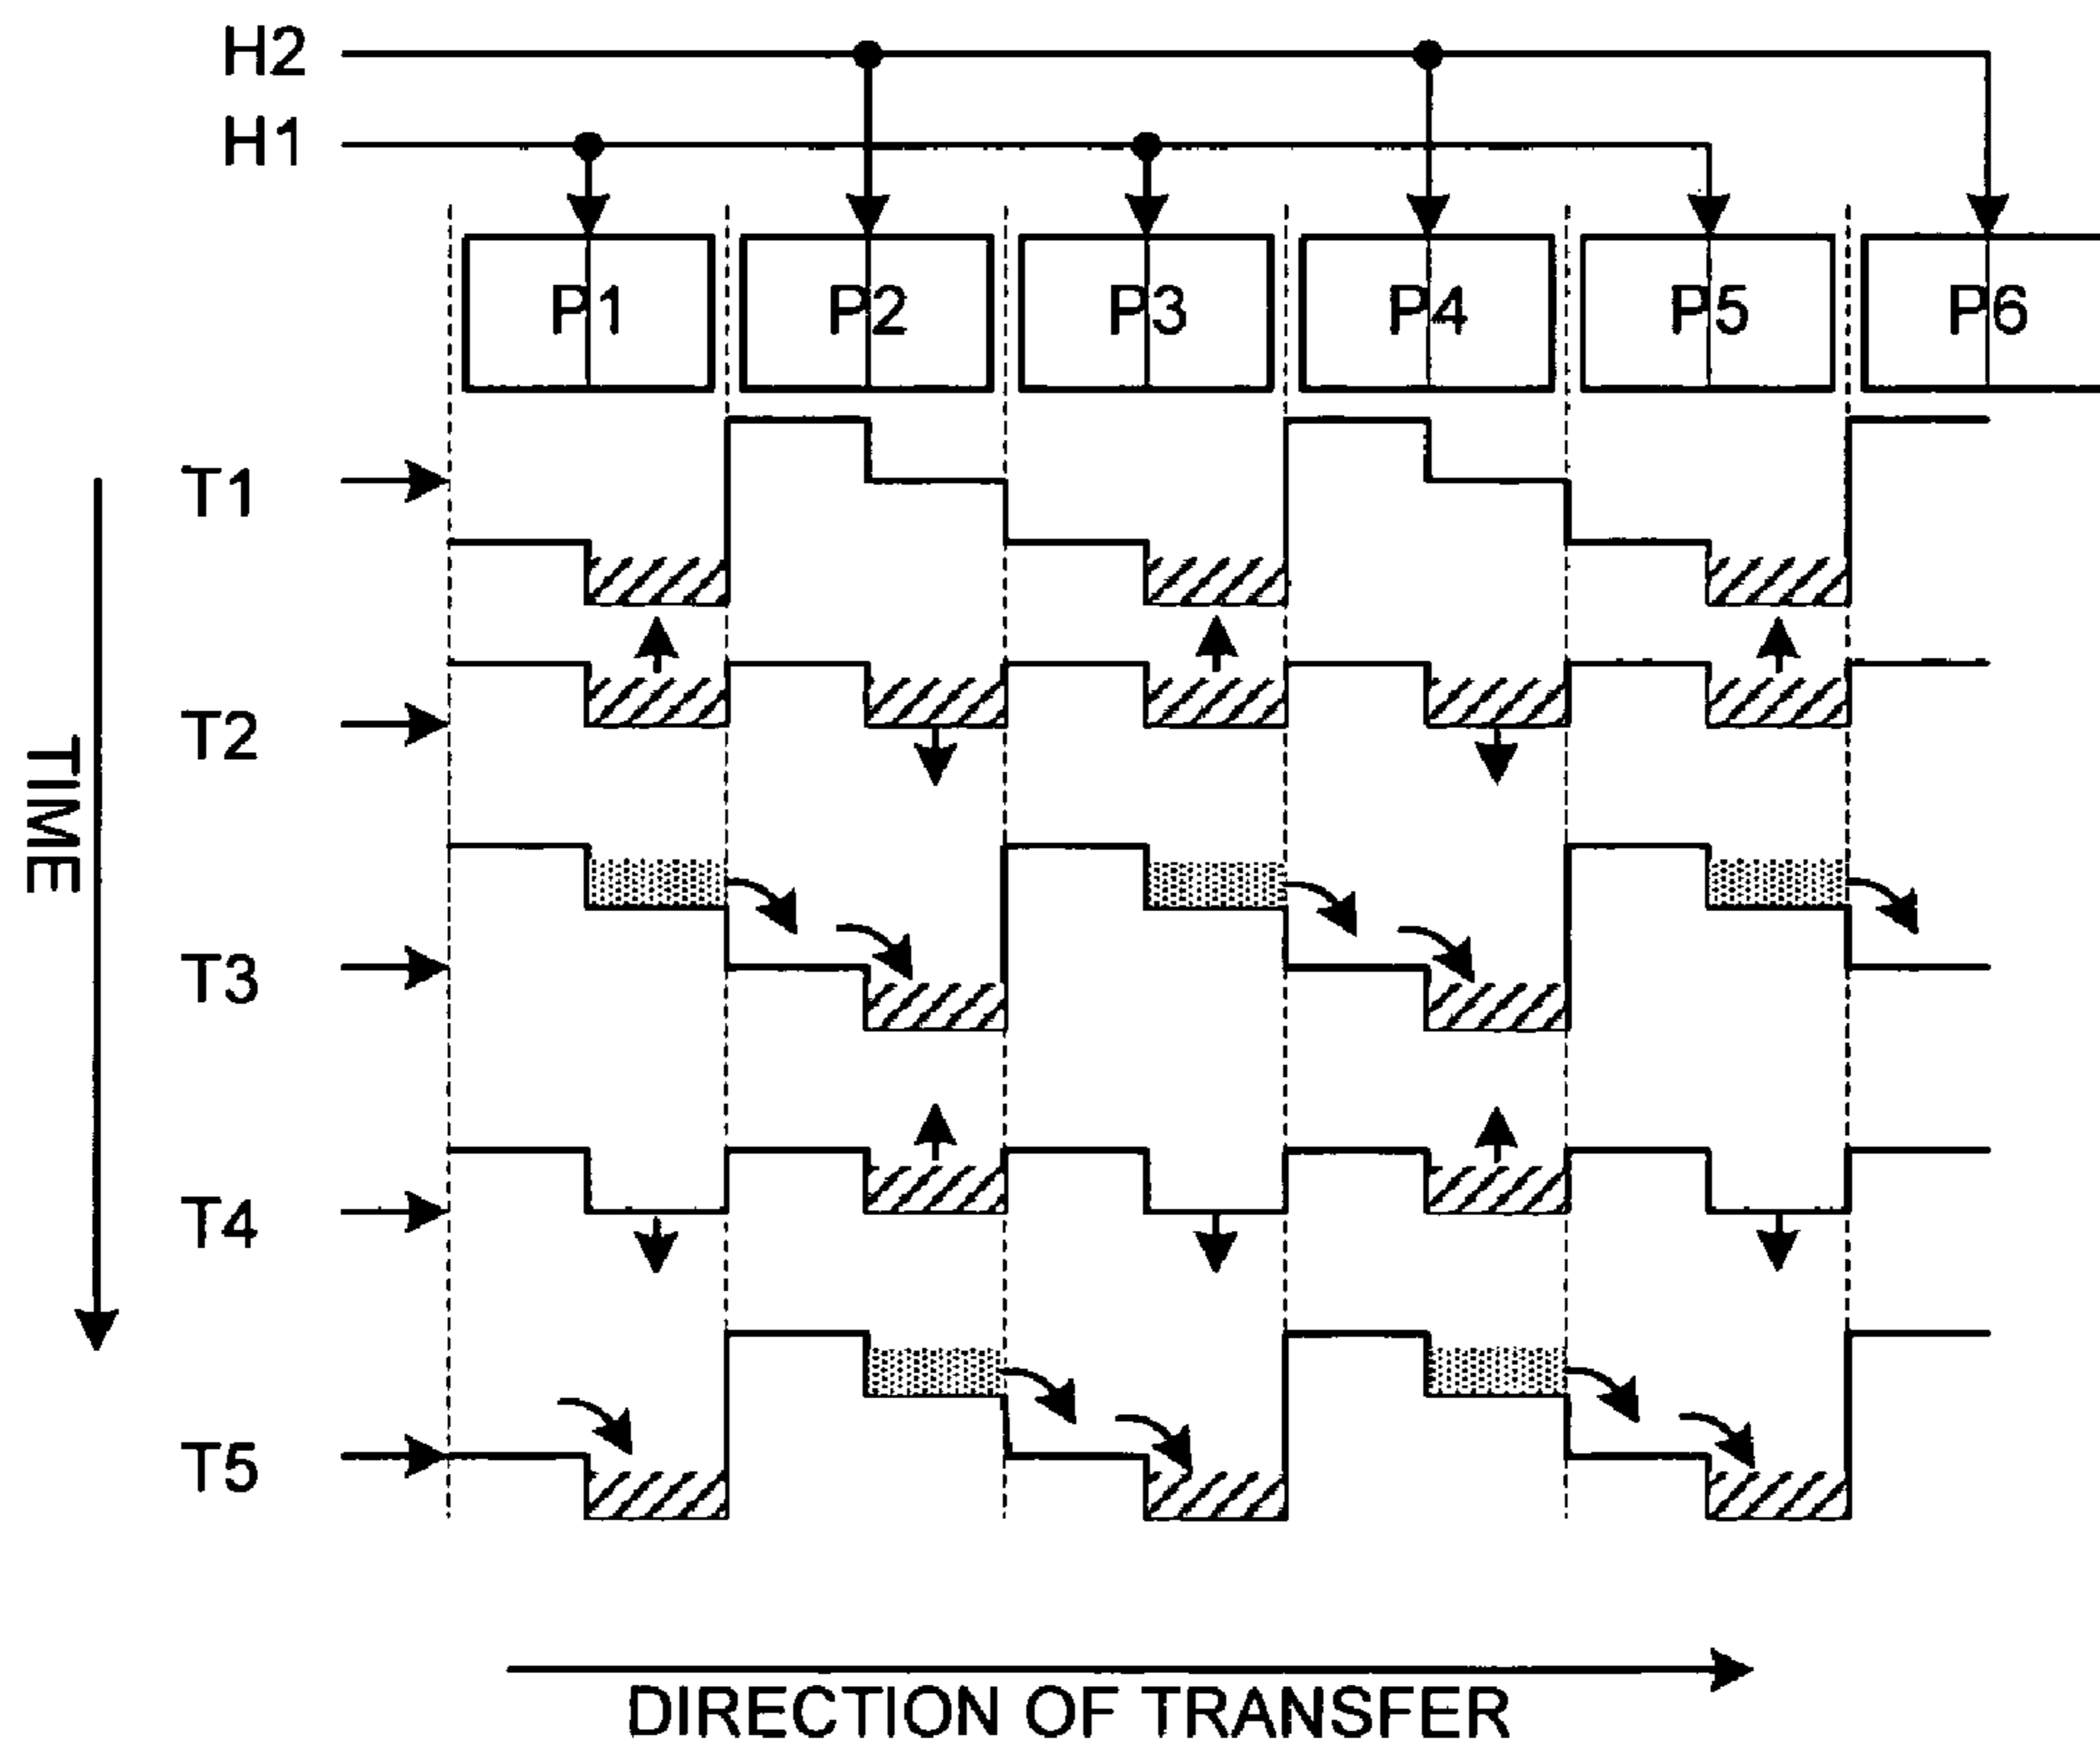 H2
H1
P1 P2 P3 P4 P5 P6
T1
T2
TIME
T3
T4
T5
DIRECTION OF TRANSFER